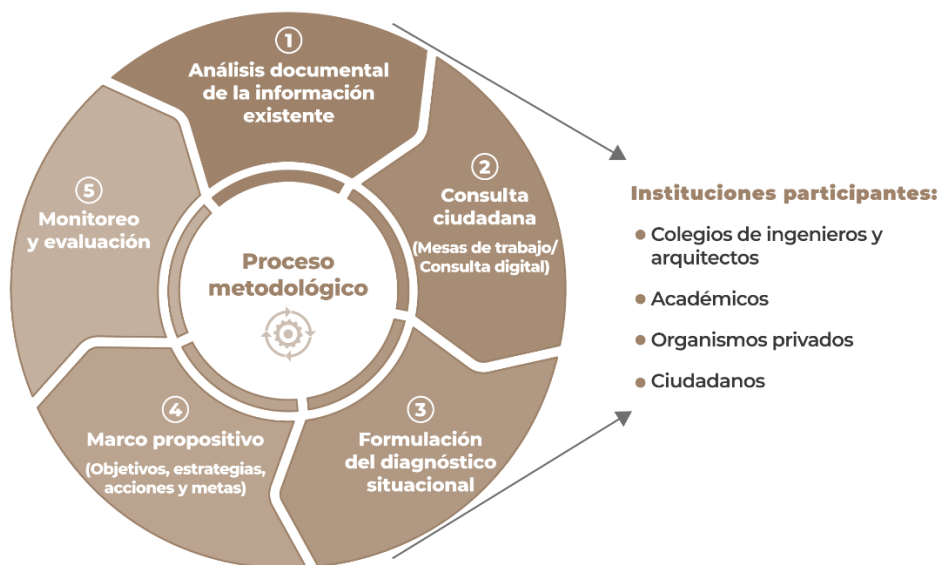 1
Análisis documental
de la información
existente
2
Consulta
ciudadana
(Mesas de trabajo/
Consulta digital)
3
Formulación
del diagnóstico
situacional
4
Marco propositivo
(Objetivos, estrategias,
acciones y metas)
5
Monitoreo
y evaluación
Proceso
metodológico
Instituciones participantes:
Colegios de ingenieros y
arquitectos
Académicos
Organismos privados
Ciudadanos